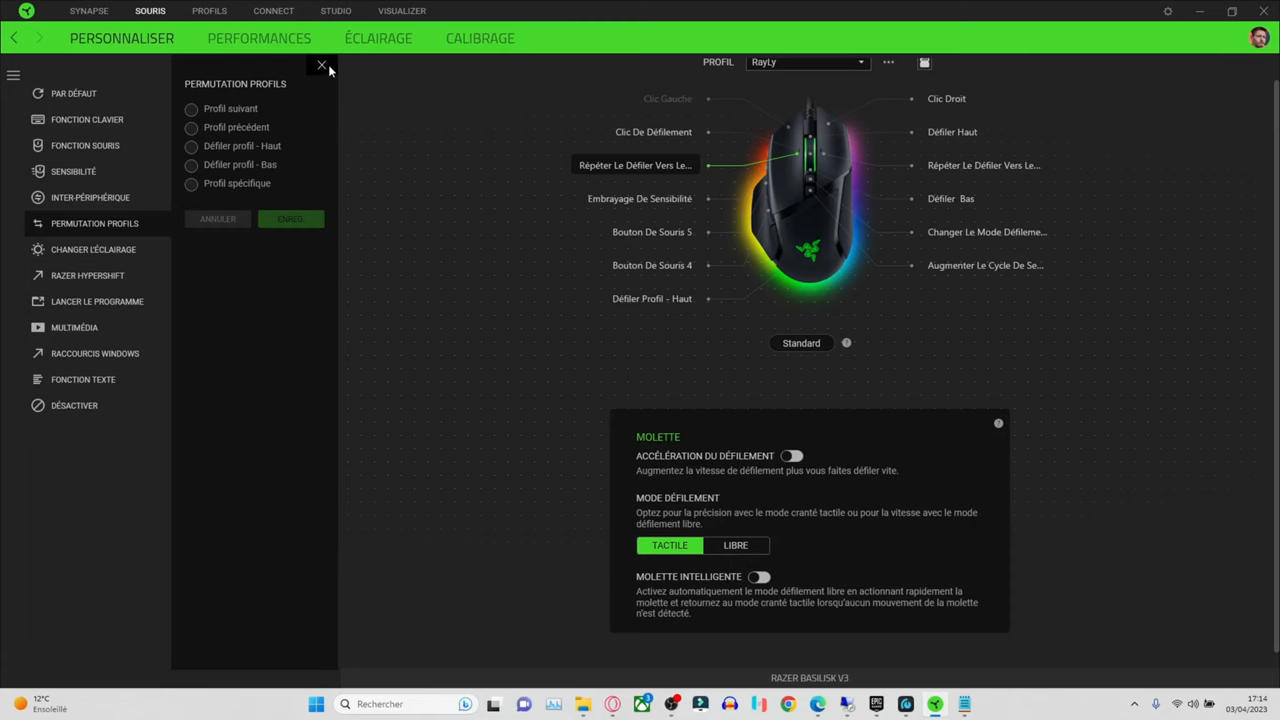 SYNAPSE SOURIS PROFILS CONNECT STUDIO VISUALIZER
PERSONNALISER PERFORMANCES ÉCLAIRAGE CALIBRAGE
PAR DÉFAUT
FONCTION CLAVIER
FONCTION SOURIS
SENSIBILITÉ
INTER-PÉRIPHÉRIQUE
PERMUTATION PROFILS
CHANGER L'ÉCLAIRAGE
RAZER HYPERSHIFT
LANCER LE PROGRAMME
MULTIMÉDIA
RACCOURCIS WINDOWS
FONCTION TEXTE
DÉSACTIVER
PERMUTATION PROFILS
Profil suivant
Profil précédent
Défiler profil - Haut
Défiler profil - Bas
Profil spécifique
ANNULER ENREG.
PROFIL RayLy
Clic Gauche
Clic De Défilement
Répéter Le Défiler Vers Le...
Embrayage De Sensibilité
Bouton De Souris 5
Bouton De Souris 4
Défiler Profil - Haut
Clic Droit
Défiler Haut
Répéter Le Défiler Vers Le...
Défiler Bas
Changer Le Mode Défileme...
Augmenter Le Cycle De Se...
Standard ?
?
MOLETTE
ACCÉLÉRATION DU DÉFILEMENT
Augmentez la vitesse de défilement plus vous faites défiler vite.
MODE DÉFILEMENT
Optez pour la précision avec le mode cranté tactile ou pour la vitesse avec le mode
défilement libre.
TACTILE LIBRE
MOLETTE INTELLIGENTE
Activez automatiquement le mode défilement libre en actionnant rapidement la
molette et retournez au mode cranté tactile lorsqu'aucun mouvement de la molette
n'est détecté.
RAZER BASILISK V3
12°C
Ensoleillé
Rechercher
3
EPIC
GAMES
17:14
03/04/2023